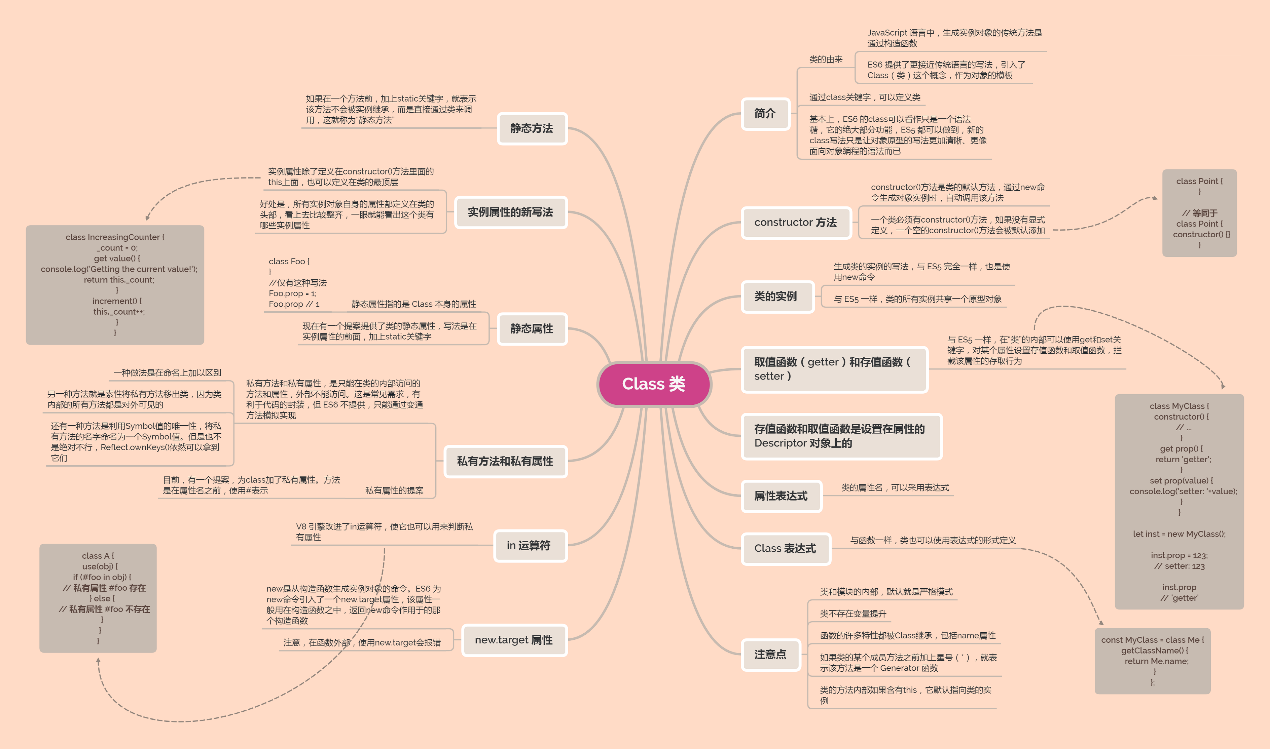 Class 类
简介
类的由来
JavaScript 语言中，生成实例对象的传统方法是
通过构造函数
ES6 提供了更接近传统语言的写法，引入了
Class（类）这个概念，作为对象的模板
通过class关键字，可以定义类
基本上，ES6 的class可以看作只是一个语法
糖，它的绝大部分功能，ES5 都可以做到，新的
class写法只是让对象原型的写法更加清晰、更像
面向对象编程的语法而已
constructor 方法
constructor()方法是类的默认方法，通过new命
令生成对象实例时，自动调用该方法
一个类必须有constructor()方法，如果没有显式
定义，一个空的constructor()方法会被默认添加
class Point {
}
// 等同于
class Point {
constructor() {}
}
类的实例
生成类的实例的写法，与 ES5 完全一样，也是使
用new命令
与 ES5 一样，类的所有实例共享一个原型对象
取值函数（getter）和存值函数（
setter）
与 ES5 一样，在“类”的内部可以使用get和set关
键字，对某个属性设置存值函数和取值函数，拦
截该属性的存取行为
class MyClass {
constructor() {
// ...
}
get prop() {
return 'getter';
}
set prop(value) {
console.log('setter: '+value);
}
}
let inst = new MyClass();
inst.prop = 123;
// setter: 123
inst.prop
// 'getter'
存值函数和取值函数是设置在属性的
Descriptor 对象上的
属性表达式
类的属性名，可以采用表达式
Class 表达式
与函数一样，类也可以使用表达式的形式定义
const MyClass = class Me {
getClassName() {
return Me.name;
}
};
注意点
类和模块的内部，默认就是严格模式
类不存在变量提升
函数的许多特性都被Class继承，包括name属性
如果类的某个成员方法之前加上星号（*），就表
示该方法是一个 Generator 函数
类的方法内部如果含有this，它默认指向类的实
例
静态方法
如果在一个方法前，加上static关键字，就表示
该方法不会被实例继承，而是直接通过类来调
用，这就称为“静态方法”
实例属性的新写法
实例属性除了定义在constructor()方法里面的
this上面，也可以定义在类的最顶层
好处是，所有实例对象自身的属性都定义在类的
头部，看上去比较整齐，一眼就能看出这个类有
哪些实例属性
class IncreasingCounter {
_count = 0;
get value() {
console.log('Getting the current value!');
return this._count;
}
increment() {
this._count++;
}
}
静态属性
静态属性指的是 Class 本身的属性
class Foo {
}
//仅有这种写法
Foo.prop = 1;
Foo.prop // 1
现在有一个提案提供了类的静态属性，写法是在
实例属性的前面，加上static关键字
私有方法和私有属性
私有方法和私有属性，是只能在类的内部访问的
方法和属性，外部不能访问。这是常见需求，有
利于代码的封装，但 ES6 不提供，只能通过变通
方法模拟实现
一种做法是在命名上加以区别
另一种方法就是索性将私有方法移出类，因为类
内部的所有方法都是对外可见的
还有一种方法是利用Symbol值的唯一性，将私
有方法的名字命名为一个Symbol值。但是也不
是绝对不行，Reflect.ownKeys()依然可以拿到
它们
私有属性的提案
目前，有一个提案，为class加了私有属性。方法
是在属性名之前，使用#表示
in 运算符
V8 引擎改进了in运算符，使它也可以用来判断私
有属性
class A {
use(obj) {
if (#foo in obj) {
// 私有属性 #foo 存在
} else {
// 私有属性 #foo 不存在
}
}
}
new.target 属性
new是从构造函数生成实例对象的命令。ES6 为
new命令引入了一个new.target属性，该属性一
般用在构造函数之中，返回new命令作用于的那
个构造函数
注意，在函数外部，使用new.target会报错